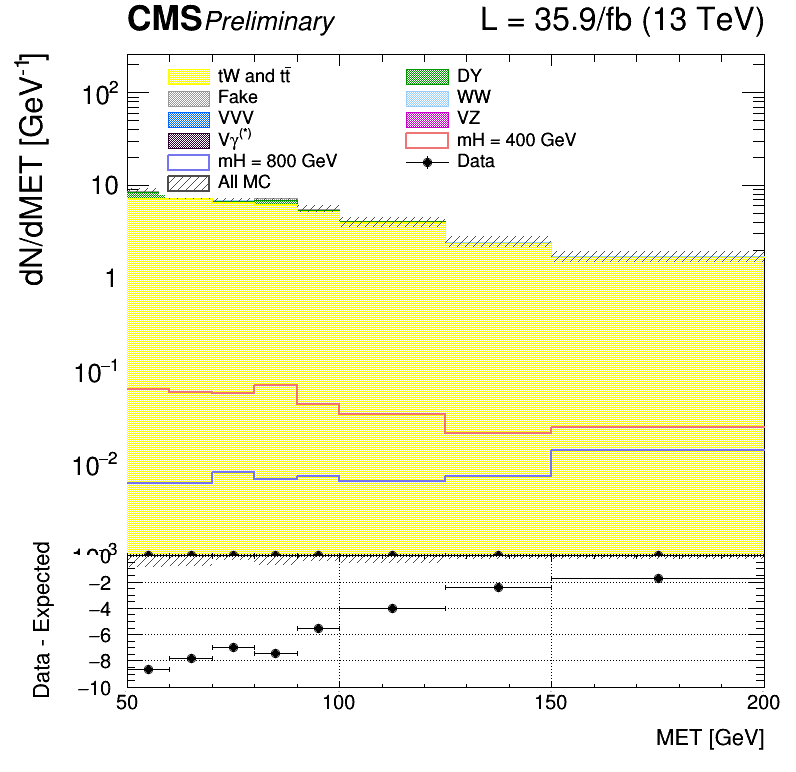 CMS Preliminary L = 35.9/fb (13 TeV)
dN/dMET [GeV⁻¹]
tW and tt̄ DY
Fake WW
VVV VZ
Vγ⁽*⁾ mH = 400 GeV
mH = 800 GeV Data
All MC
10²
10
1
10⁻¹
10⁻²
Data - Expected
0
−2
−4
−6
−8
−10
50 100 150 200
MET [GeV]